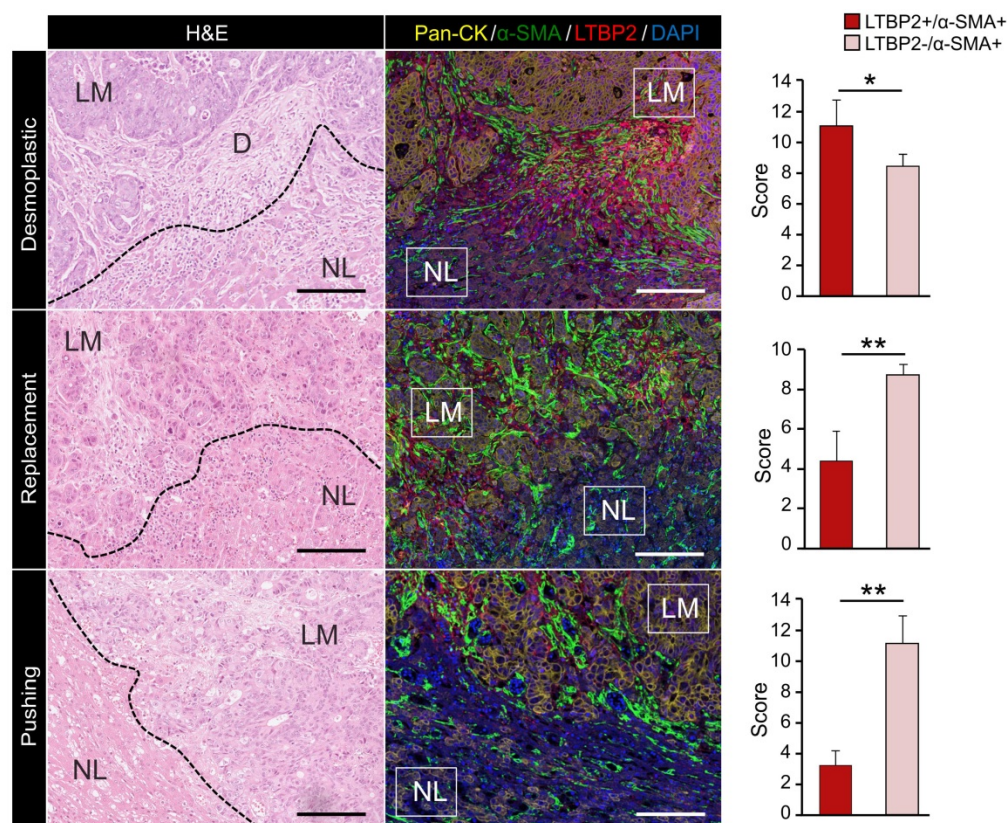 H&E
Pan-CK/α-SMA/LTBP2/DAPI
LTBP2+/α-SMA+
LTBP2-/α-SMA+
Desmoplastic
LM
D
NL
LM
NL
Score
14
12
10
8
6
4
2
0
*
Replacement
LM
NL
LM
NL
Score
10
8
6
4
2
0
**
Pushing
LM
NL
LM
NL
Score
14
12
10
8
6
4
2
0
**